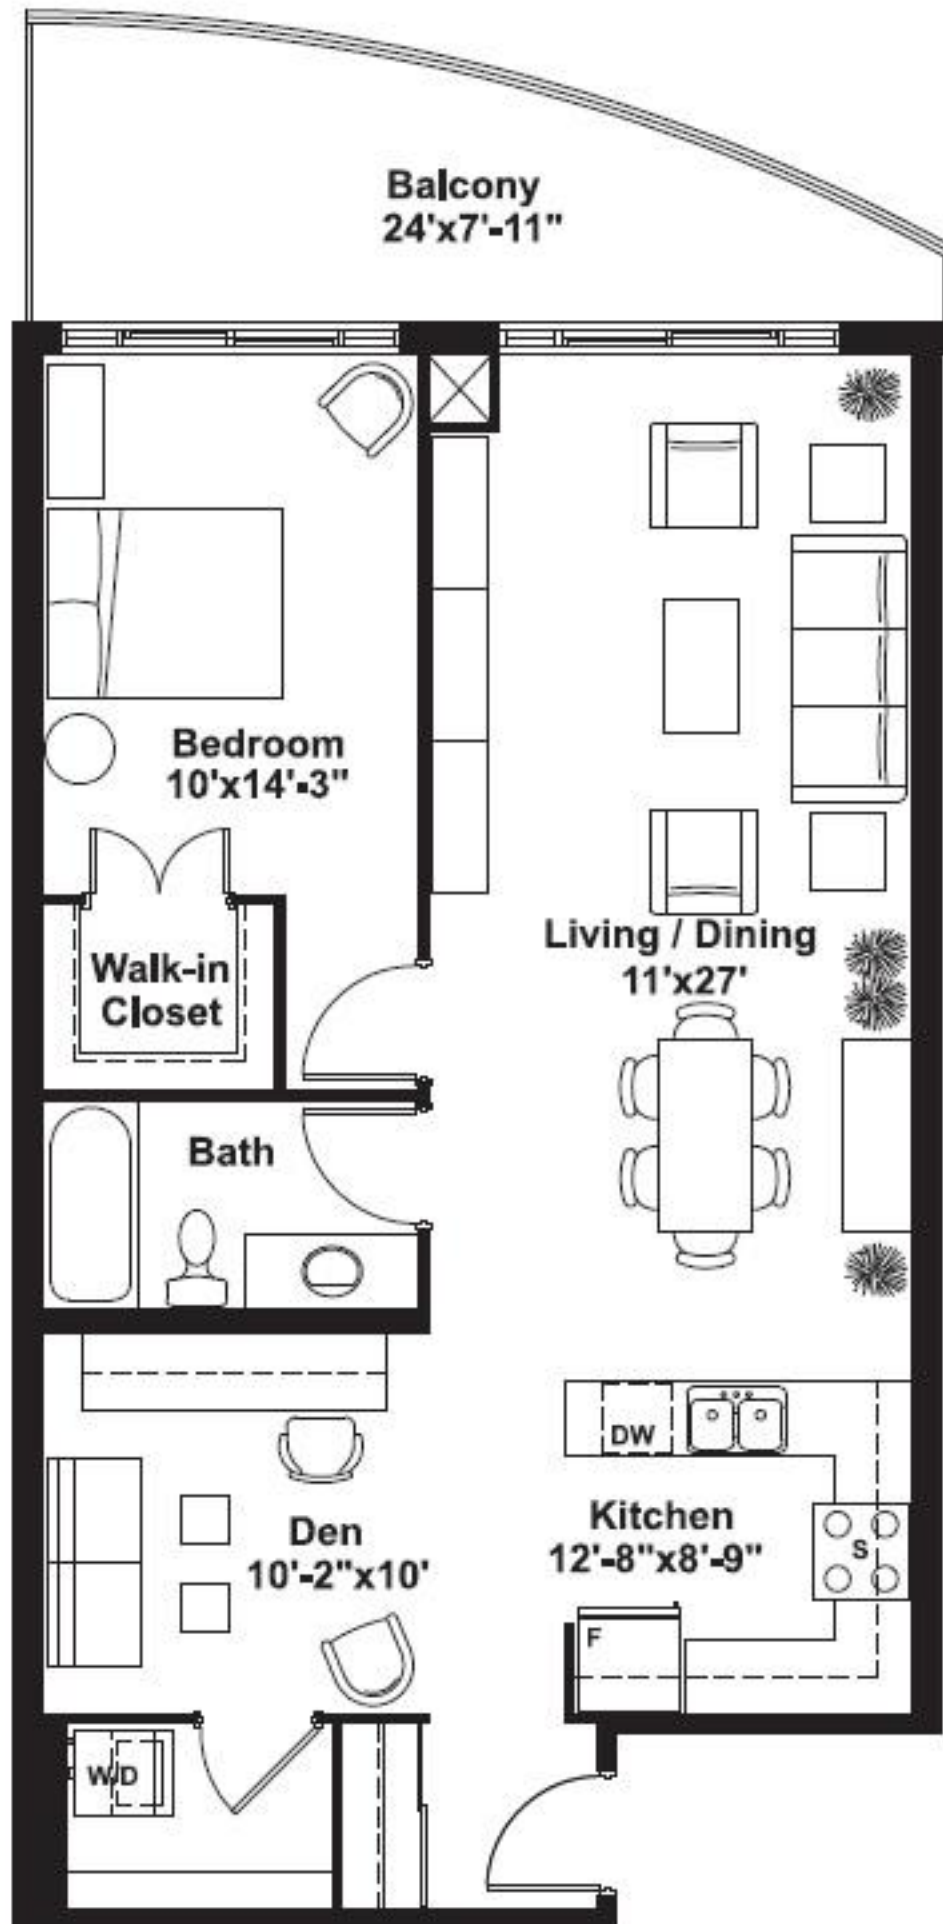 Balcony
24'x7'-11"
Bedroom
10'x14'-3"
Living / Dining
11'x27'
Walk-in
Closet
Bath
DW
Kitchen
12'-8"x8'-9"
S
Den
10'-2"x10'
F
W/D